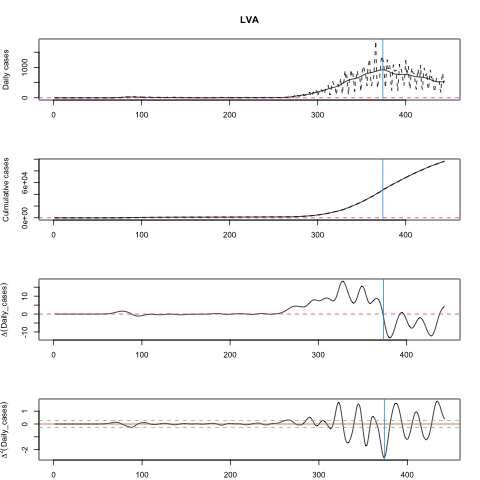 LVA
Daily cases
1000
0
0 100 200 300 400
Culmulative cases
6e+04
0e+00
0 100 200 300 400
Δ(Daily_cases)
10
0
-10
0 100 200 300 400
Δ²(Daily_cases)
1
0
-2
0 100 200 300 400